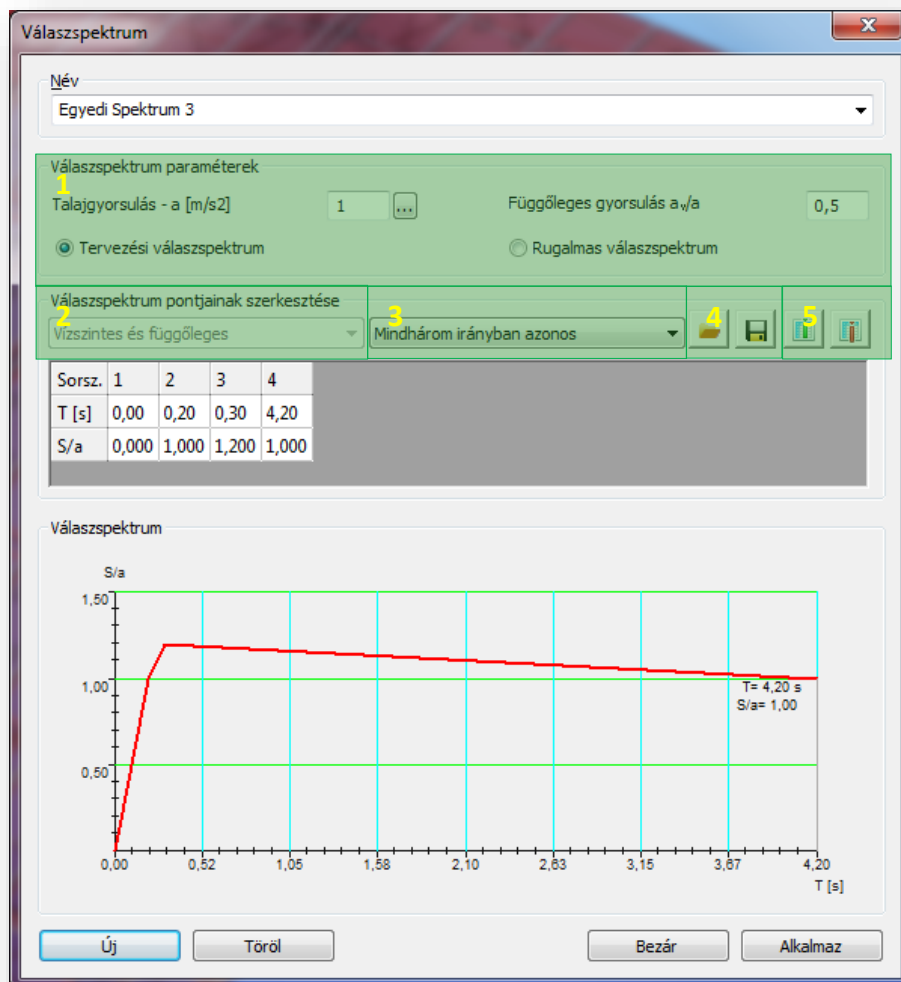 Válaszspektrum
Név
Egyedi Spektrum 3
Válaszspektrum paraméterek
1
Talajgyorsulás - a [m/s2] 1 ... Függőleges gyorsulás aᵥ/a 0,5
Tervezési válaszspektrum Rugalmas válaszspektrum
Válaszspektrum pontjainak szerkesztése
2 3 4 5
Vízszintes és függőleges Mindhárom irányban azonos
Sorsz. 1 2 3 4
T [s] 0,00 0,20 0,30 4,20
S/a 0,000 1,000 1,200 1,000
Válaszspektrum
S/a
1,50
1,00
T= 4,20 s
S/a= 1,00
0,50
0,00 0,52 1,05 1,58 2,10 2,63 3,15 3,67 4,20
T [s]
Új Töröl Bezár Alkalmaz